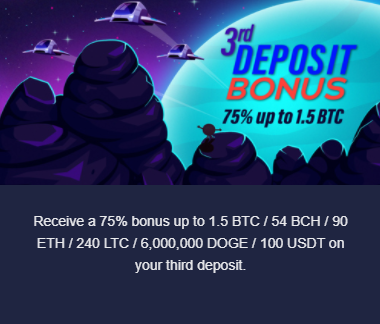 3rd
DEPOSIT
BONUS
75% up to 1.5 BTC
Receive a 75% bonus up to 1.5 BTC / 54 BCH / 90
ETH / 240 LTC / 6,000,000 DOGE / 100 USDT on
your third deposit.